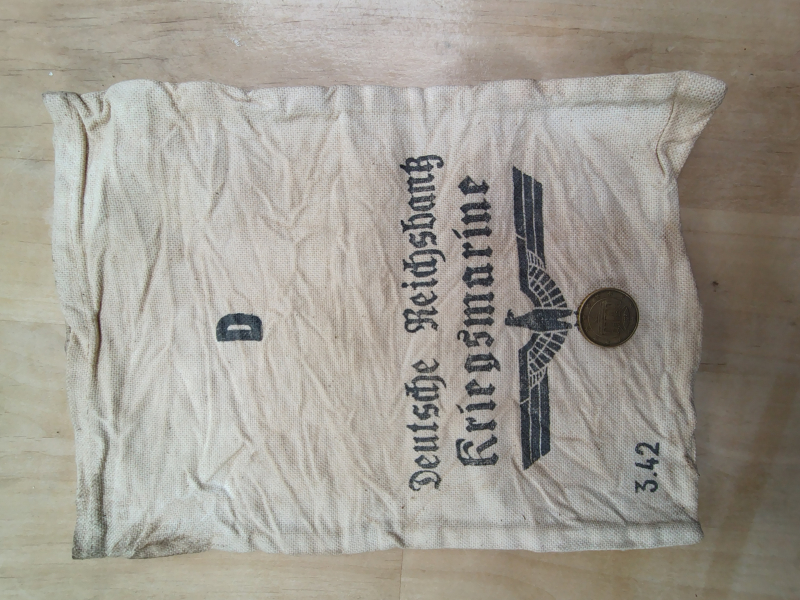 D
Deutsche Reichsbank
Kriegsmarine
3.42